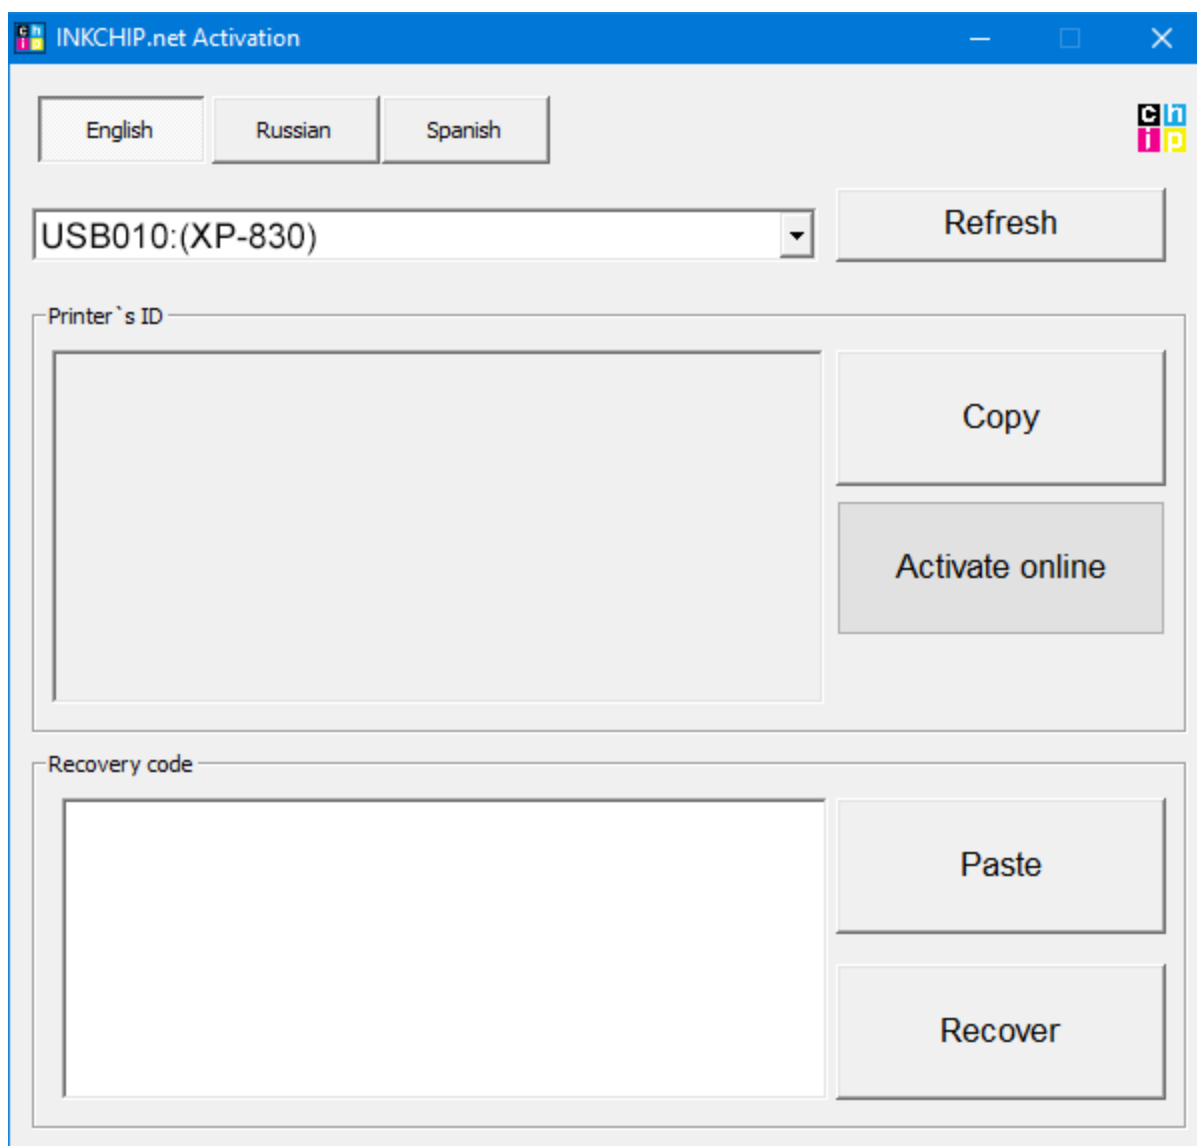 INKCHIP.net Activation
English
Russian
Spanish
chip
USB010:(XP-830)
Refresh
Printer`s ID
Copy
Activate online
Recovery code
Paste
Recover